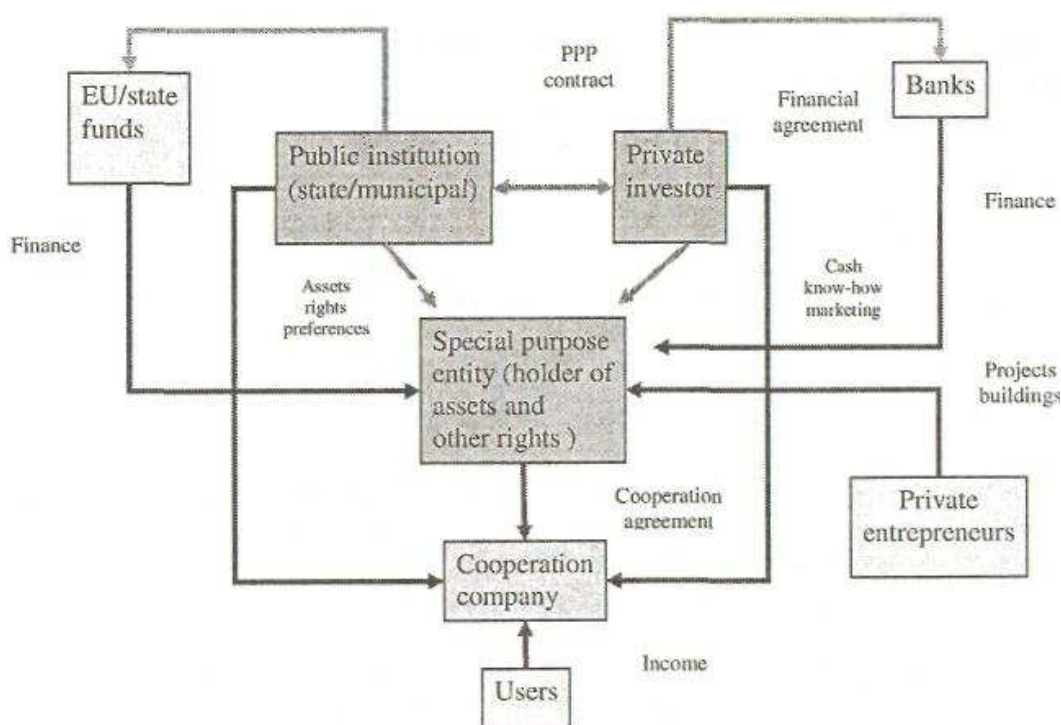 PPP
contract
EU/state
funds
Banks
Financial
agreement
Public institution
(state/municipal)
Private
investor
Finance
Finance
Assets
rights
preferences
Cash
know-how
marketing
Special purpose
entity (holder of
assets and
other rights )
Projects
buildings
Cooperation
agreement
Private
entrepreneurs
Cooperation
company
Income
Users